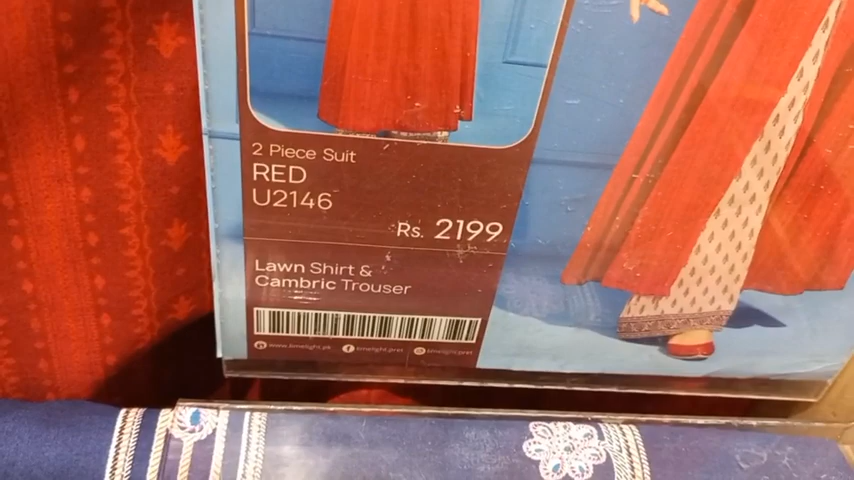 2 Piece Suit
RED
U2146
Rs. 2199
Lawn Shirt &
Cambric Trouser
www.limelight.pk limelight.pret limelight.pret